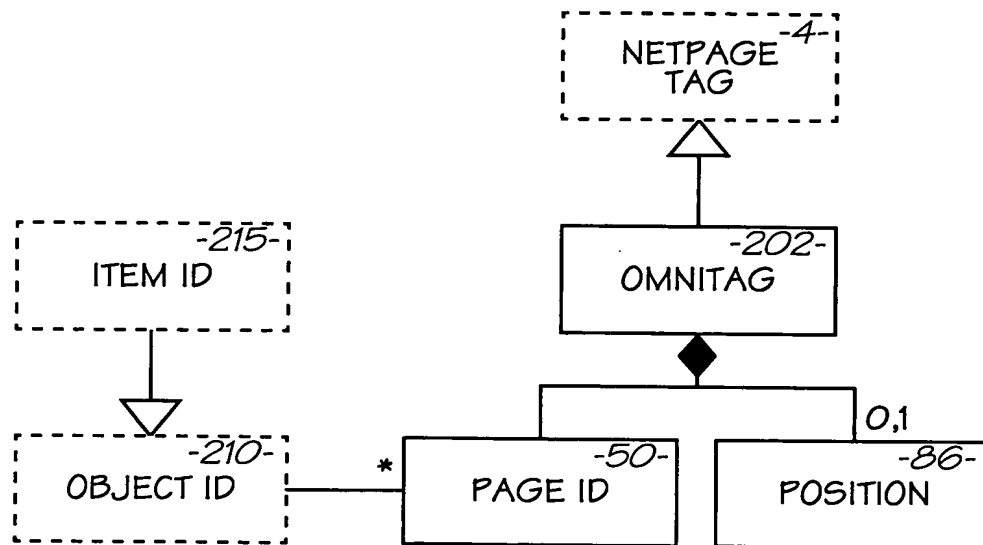 -4-
NETPAGE
TAG
-215-
ITEM ID
-202-
OMNITAG
0,1
-210-
OBJECT ID
*
-50-
PAGE ID
-86-
POSITION